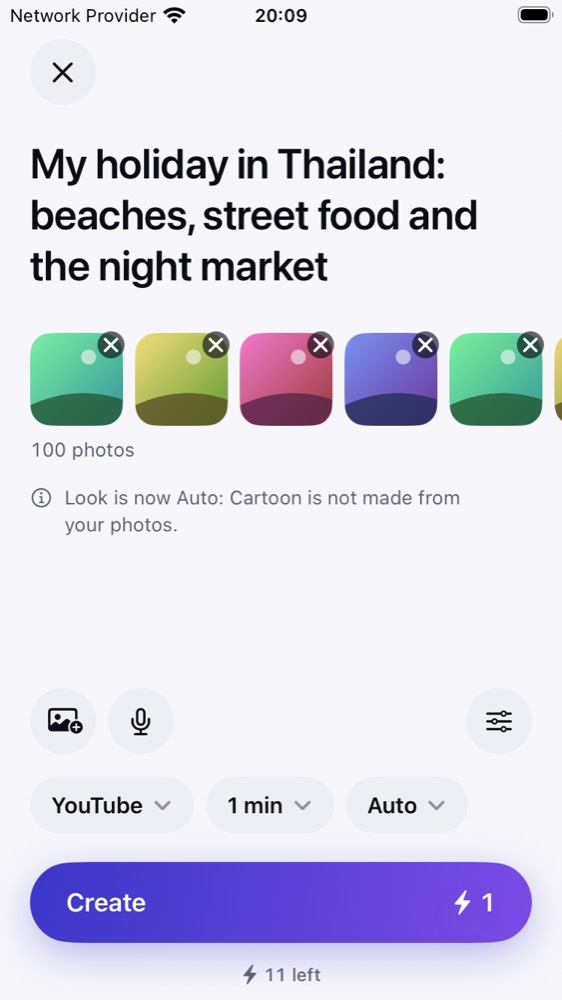 Network Provider 20:09
My holiday in Thailand:
beaches, street food and
the night market
100 photos
Look is now Auto: Cartoon is not made from
your photos.
YouTube 1 min Auto
Create 1
11 left